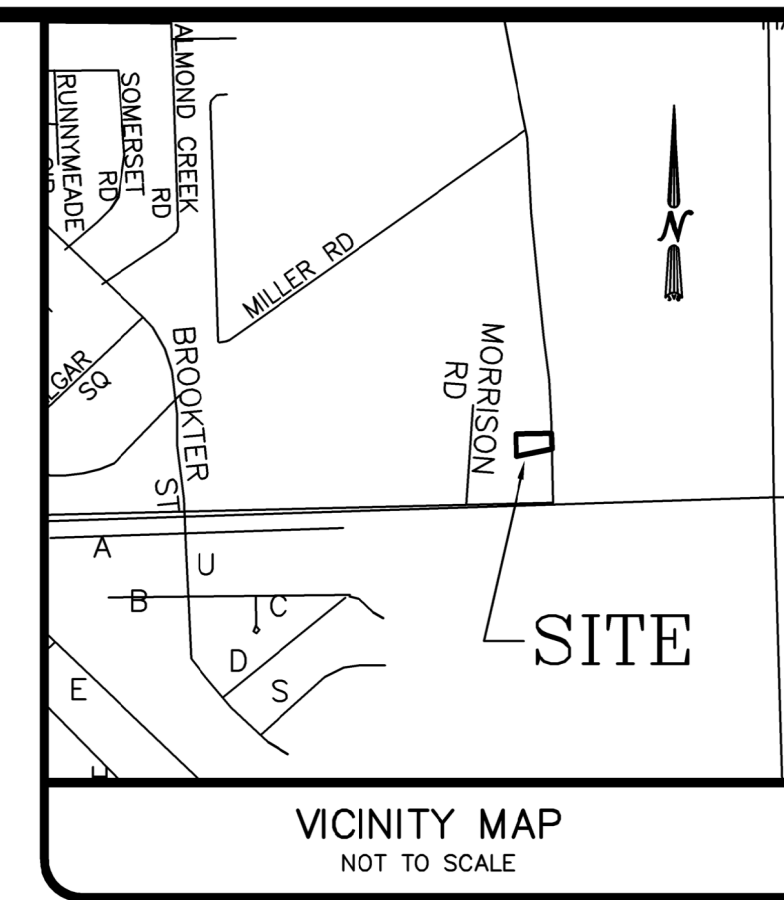 ALMOND CREEK
RD
SOMERSET
RD
RUNNYMEADE
N
MILLER RD
BROOKTER
ST
MORRISON
RD
LGAR
SQ
A
U
B
C
D
S
E
H
SITE
VICINITY MAP
NOT TO SCALE